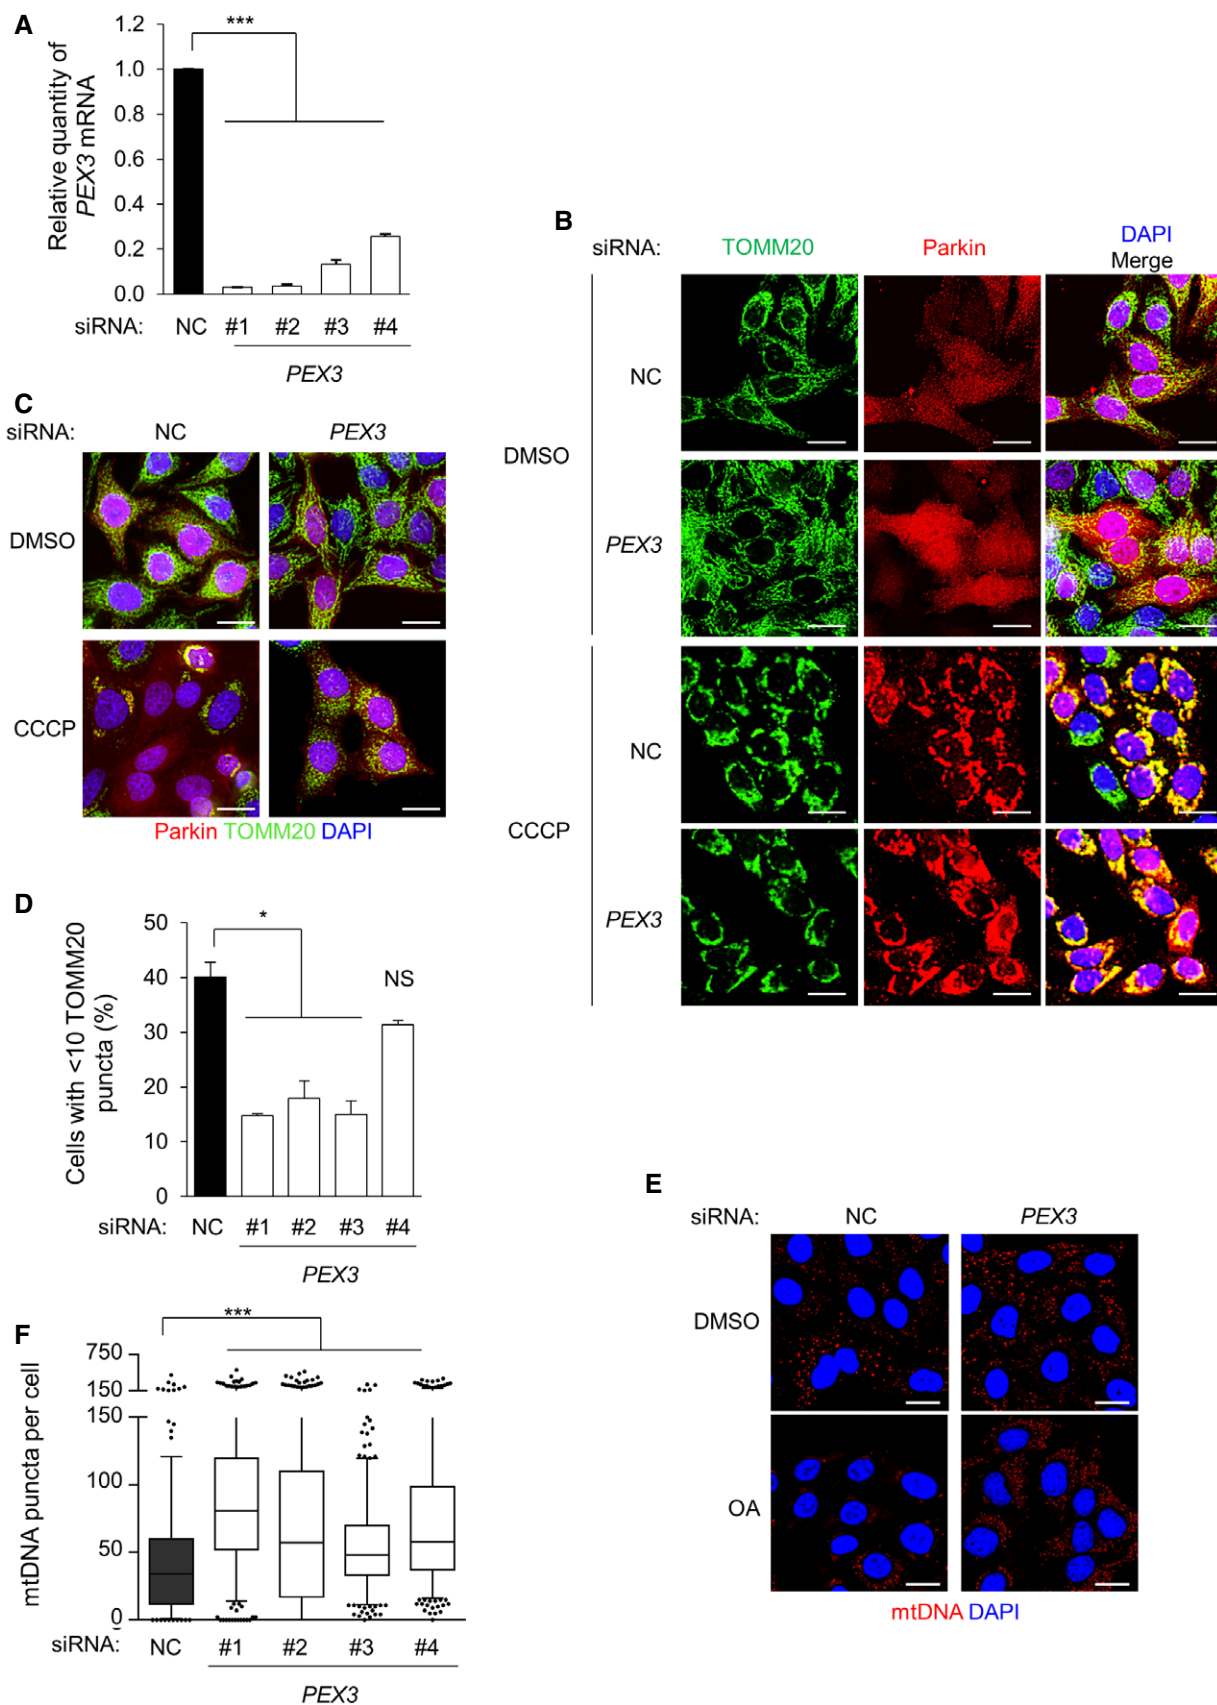 A
Relative quantity of
PEX3 mRNA
1.2
1.0
0.8
0.6
0.4
0.2
0.0
***
siRNA: NC #1 #2 #3 #4
PEX3
B
siRNA: TOMM20 Parkin DAPI
Merge
DMSO
NC
PEX3
CCCP
NC
PEX3
C
siRNA: NC PEX3
DMSO
CCCP
Parkin TOMM20 DAPI
D
Cells with <10 TOMM20
puncta (%)
50
40
30
20
10
0
*
NS
siRNA: NC #1 #2 #3 #4
PEX3
E
siRNA: NC PEX3
DMSO
OA
mtDNA DAPI
F
mtDNA puncta per cell
750
150
150
100
50
0
***
siRNA: NC #1 #2 #3 #4
PEX3